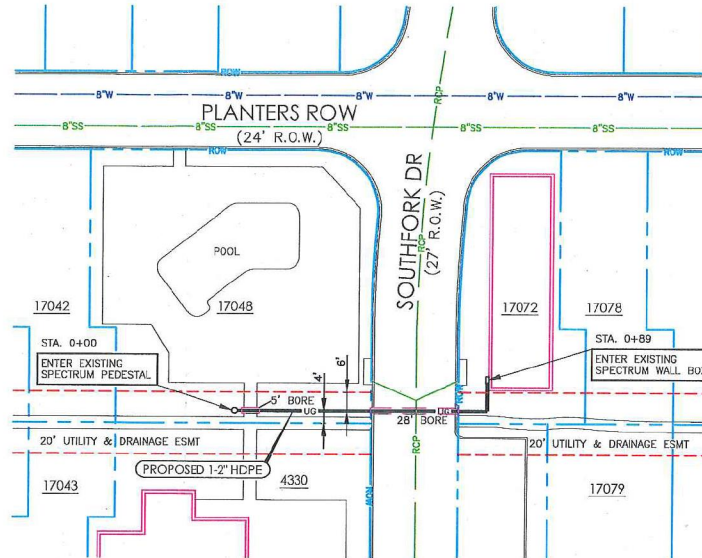 ROW
8"W 8"W 8"W 8"W 8"W
RCP
PLANTERS ROW
8"SS 8"SS 8"SS 8"SS 8"SS
(24' R.O.W.)
ROW ROW
SOUTHFORK DR
(27' R.O.W.)
RCP
POOL
17042
17048
17072
17078
STA. 0+00
ENTER EXISTING
SPECTRUM PEDESTAL
STA. 0+89
ENTER EXISTING
SPECTRUM WALL BO
4'
6'
ROW
5' BORE
UG
UG
28' BORE
20' UTILITY & DRAINAGE ESMT
20' UTILITY & DRAINAGE ESMT
RCP
PROPOSED 1-2" HDPE
17043
4330
17079
ROW